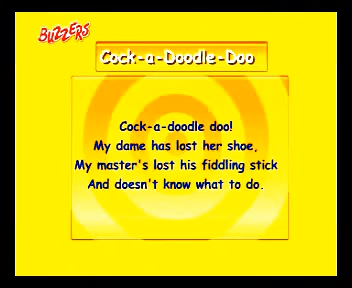 BUZZERS
Cock-a-Doodle-Doo
Cock-a-doodle doo!
My dame has lost her shoe,
My master's lost his fiddling stick
And doesn't know what to do.